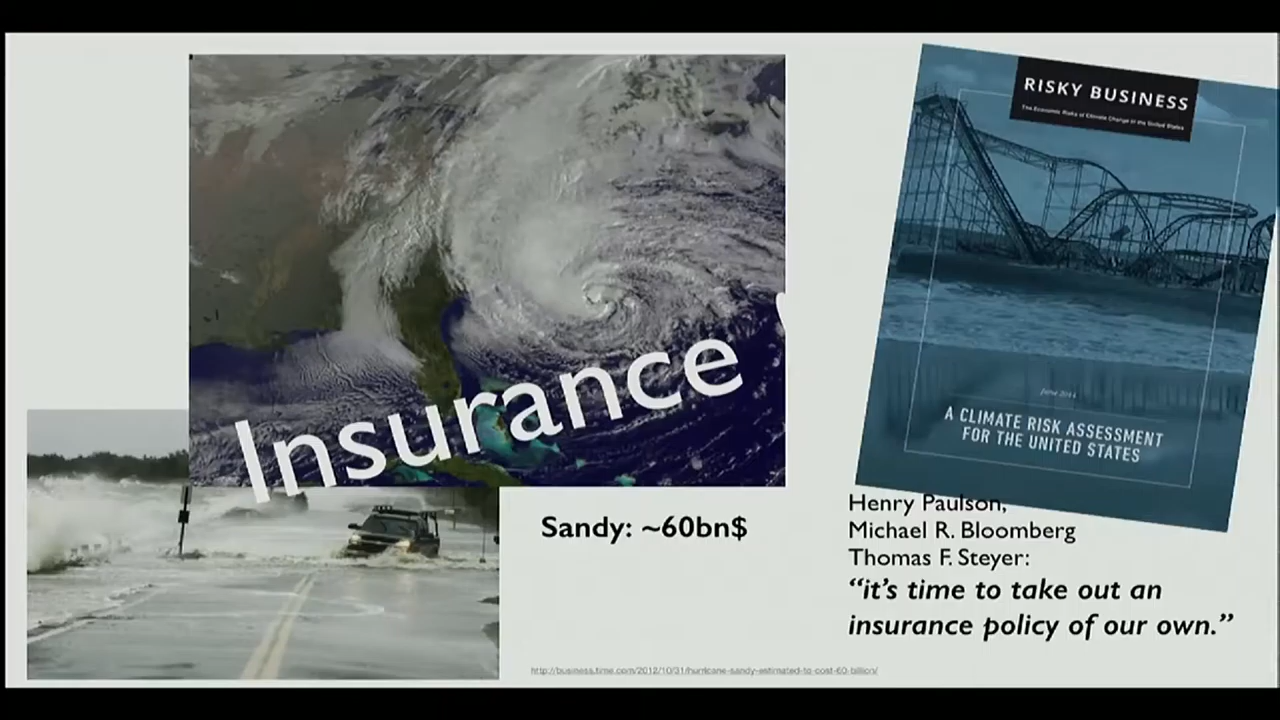 Insurance
Sandy: ~60bn$
RISKY BUSINESS
The Economic Risks of Climate Change in the United States
June 2014
A CLIMATE RISK ASSESSMENT
FOR THE UNITED STATES
Henry Paulson,
Michael R. Bloomberg
Thomas F. Steyer:
“it’s time to take out an
insurance policy of our own.”
http://business.time.com/2012/10/31/hurricane-sandy-estimated-to-cost-60-billion/